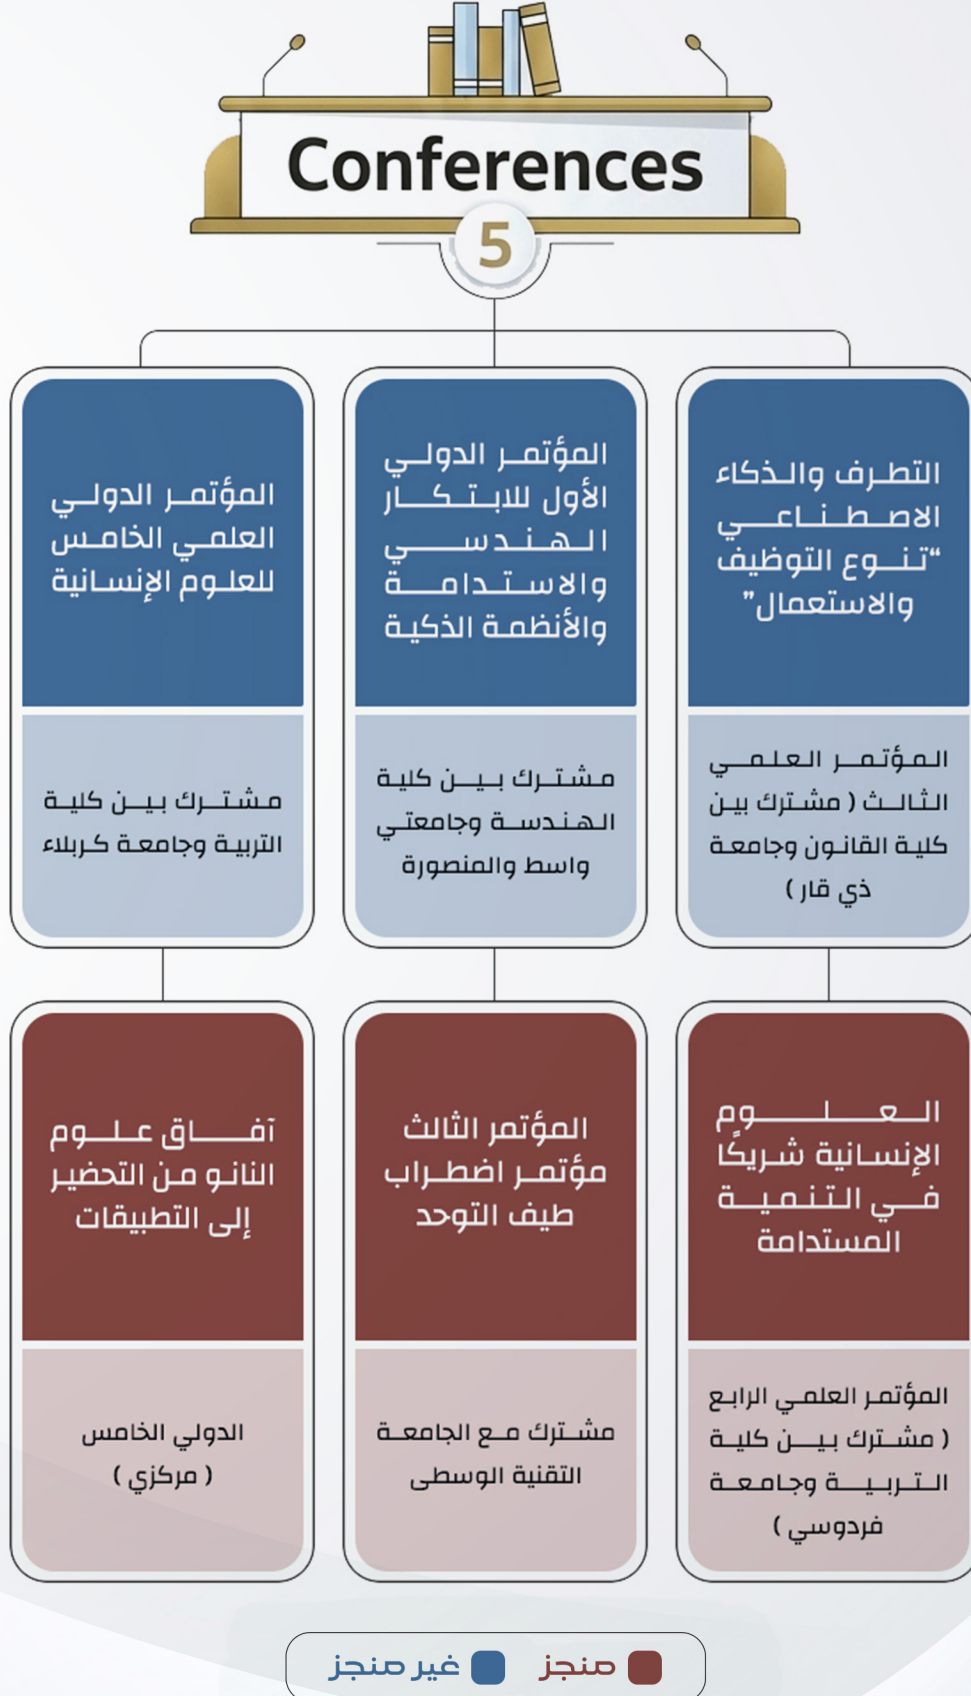 Conferences
5
التطرف والذكاء
الاصطناعي
“تنوع التوظيف
والاستعمال”
المؤتمر العلمي
الثالث ( مشترك بين
كلية القانون وجامعة
ذي قار )
المؤتمر الدولي
الأول للابتكار
الهندسي
والاستدامة
والأنظمة الذكية
مشترك بين كلية
الهندسة وجامعتي
واسط والمنصورة
المؤتمر الدولي
العلمي الخامس
للعلوم الإنسانية
مشترك بين كلية
التربية وجامعة كربلاء
العلوم
الإنسانية شريكًا
في التنمية
المستدامة
المؤتمر العلمي الرابع
( مشترك بين كلية
التربية وجامعة
فردوسي )
المؤتمر الثالث
مؤتمر اضطراب
طيف التوحد
مشترك مع الجامعة
التقنية الوسطى
آفاق علوم
النانو من التحضير
إلى التطبيقات
الدولي الخامس
( مركزي )
منجز
غير منجز